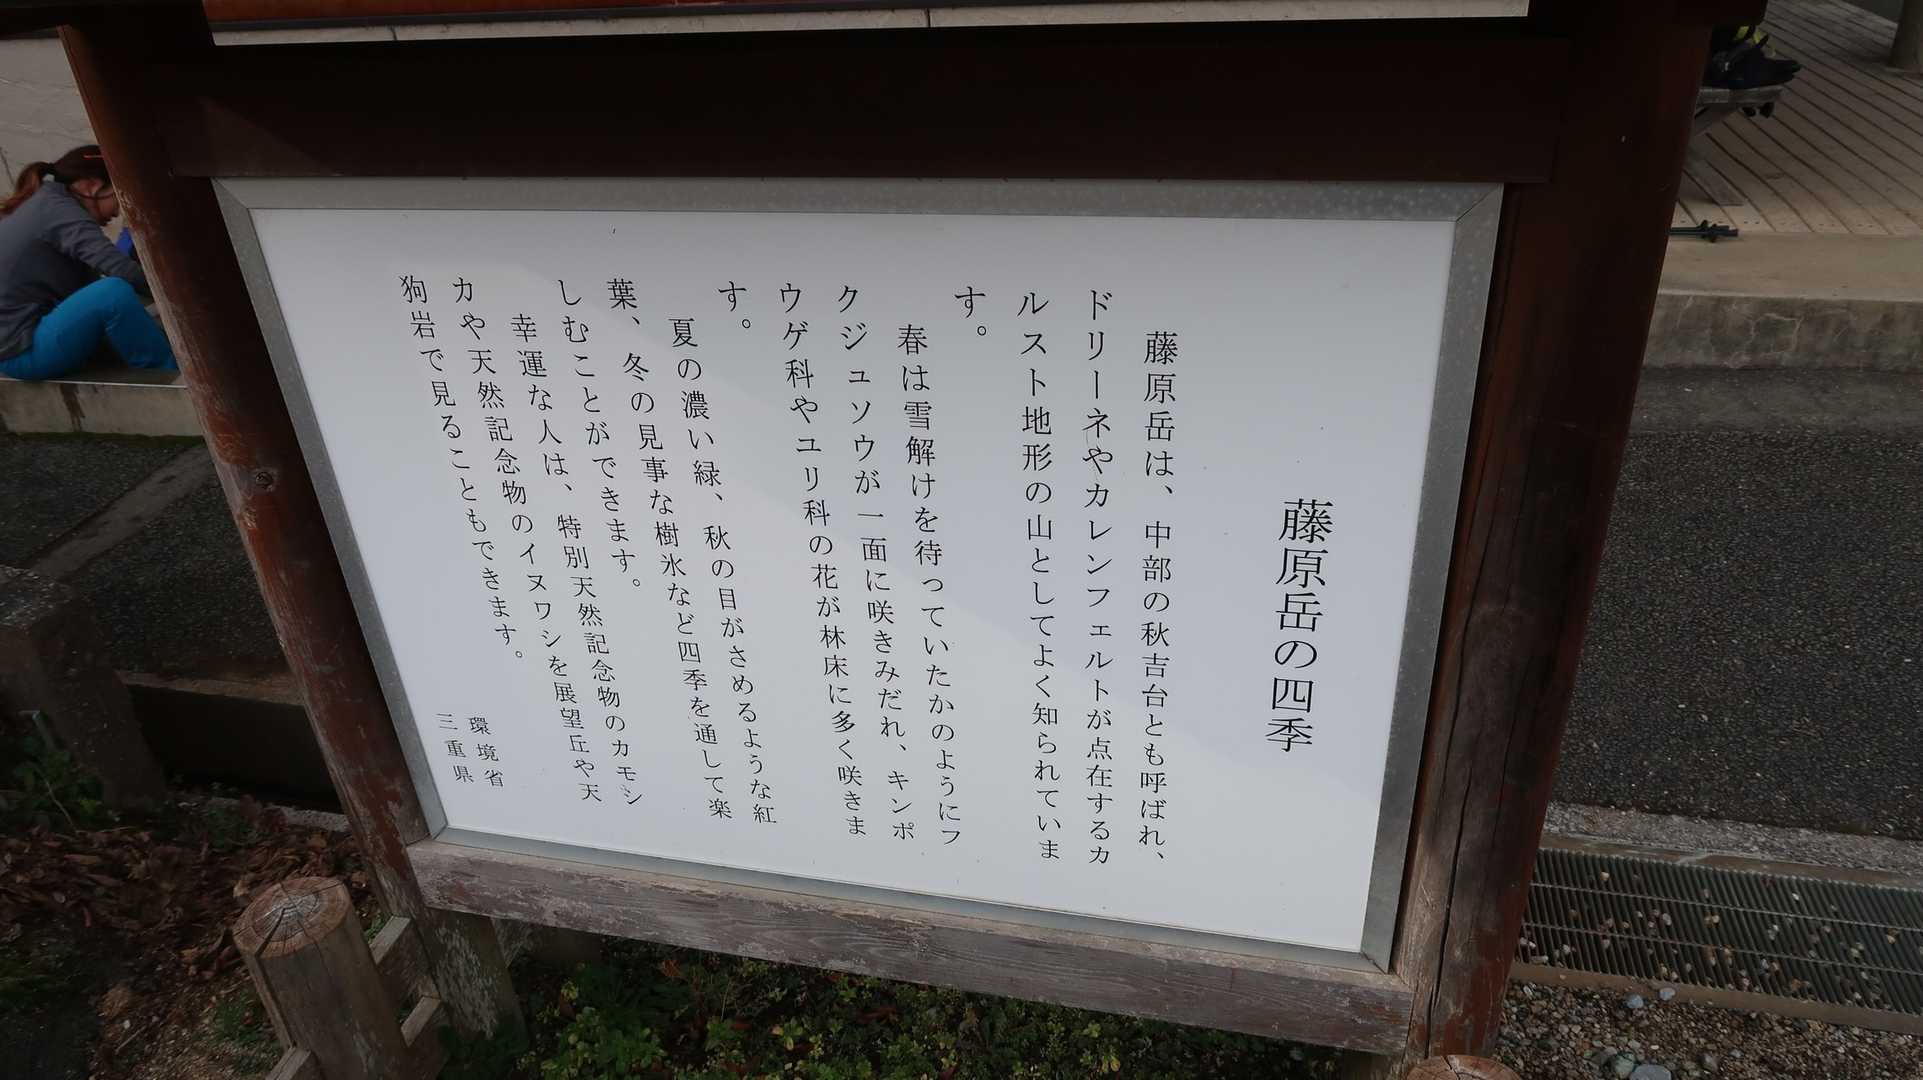 藤原岳の四季
藤原岳は、中部の秋吉台とも呼ばれ、
ドリーネやカレンフェルトが点在するカ
ルスト地形の山としてよく知られていま
す。
春は雪解けを待っていたかのようにフ
クジュソウが一面に咲きみだれ、キンポ
ウゲ科やユリ科の花が林床に多く咲きま
す。
夏の濃い緑、秋の目がさめるような紅
葉、冬の見事な樹氷など四季を通して楽
しむことができます。
幸運な人は、特別天然記念物のカモシ
カや天然記念物のイヌワシを展望丘や天
狗岩で見ることもできます。
環境省
三重県